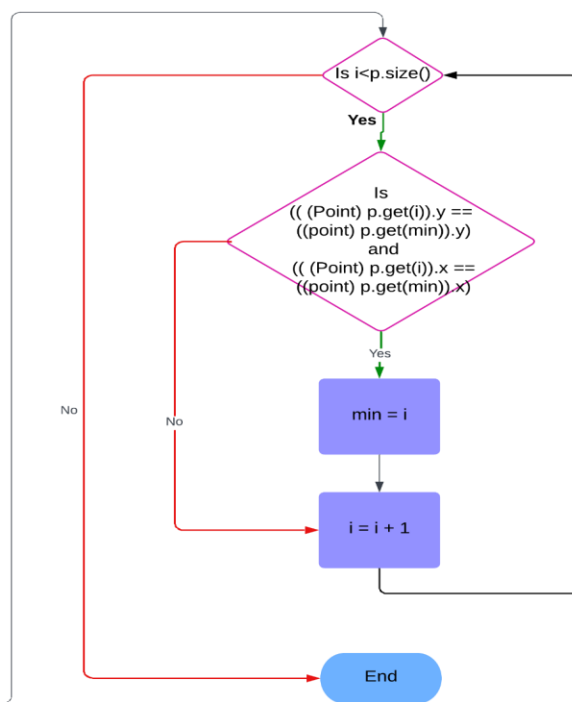 Is i<p.size()
Yes
Is
(( (Point) p.get(i)).y ==
((point) p.get(min)).y)
and
(( (Point) p.get(i)).x ==
((point) p.get(min)).x)
Yes
No
No
min = i
i = i + 1
End